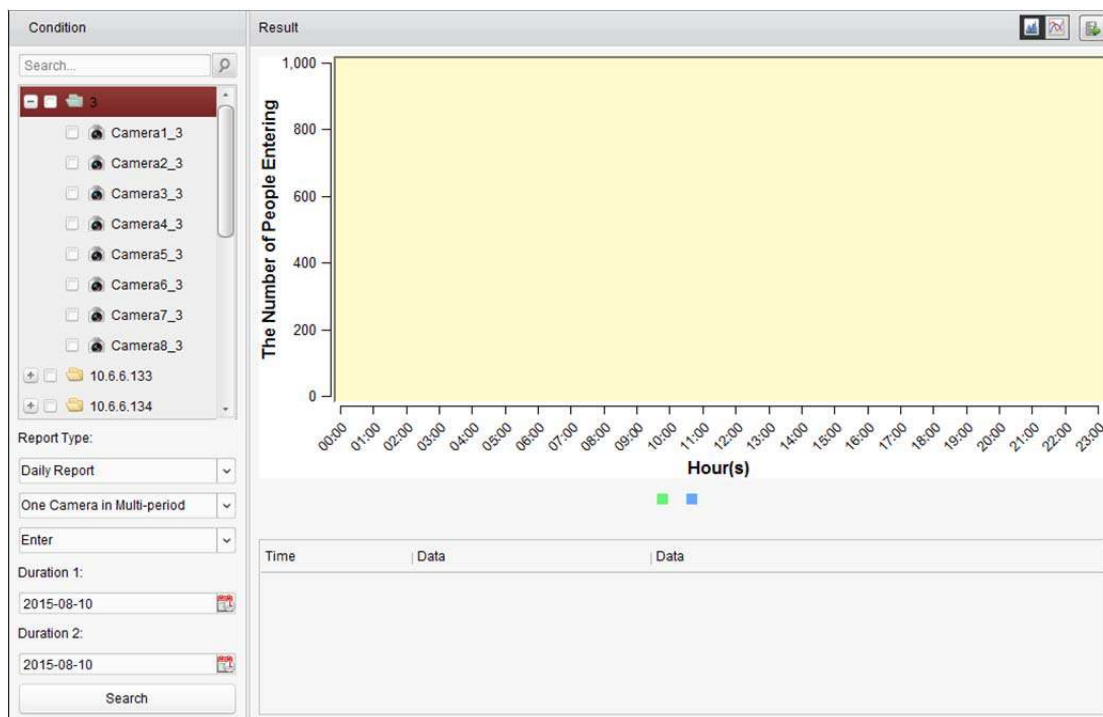 Condition
Search...
3
Camera1_3
Camera2_3
Camera3_3
Camera4_3
Camera5_3
Camera6_3
Camera7_3
Camera8_3
10.6.6.133
10.6.6.134
Report Type:
Daily Report
One Camera in Multi-period
Enter
Duration 1:
2015-08-10
Duration 2:
2015-08-10
Search
Result
The Number of People Entering
1,000
800
600
400
200
0
00:00 01:00 02:00 03:00 04:00 05:00 06:00 07:00 08:00 09:00 10:00 11:00 12:00 13:00 14:00 15:00 16:00 17:00 18:00 19:00 20:00 21:00 22:00 23:00
Hour(s)
Time Data Data